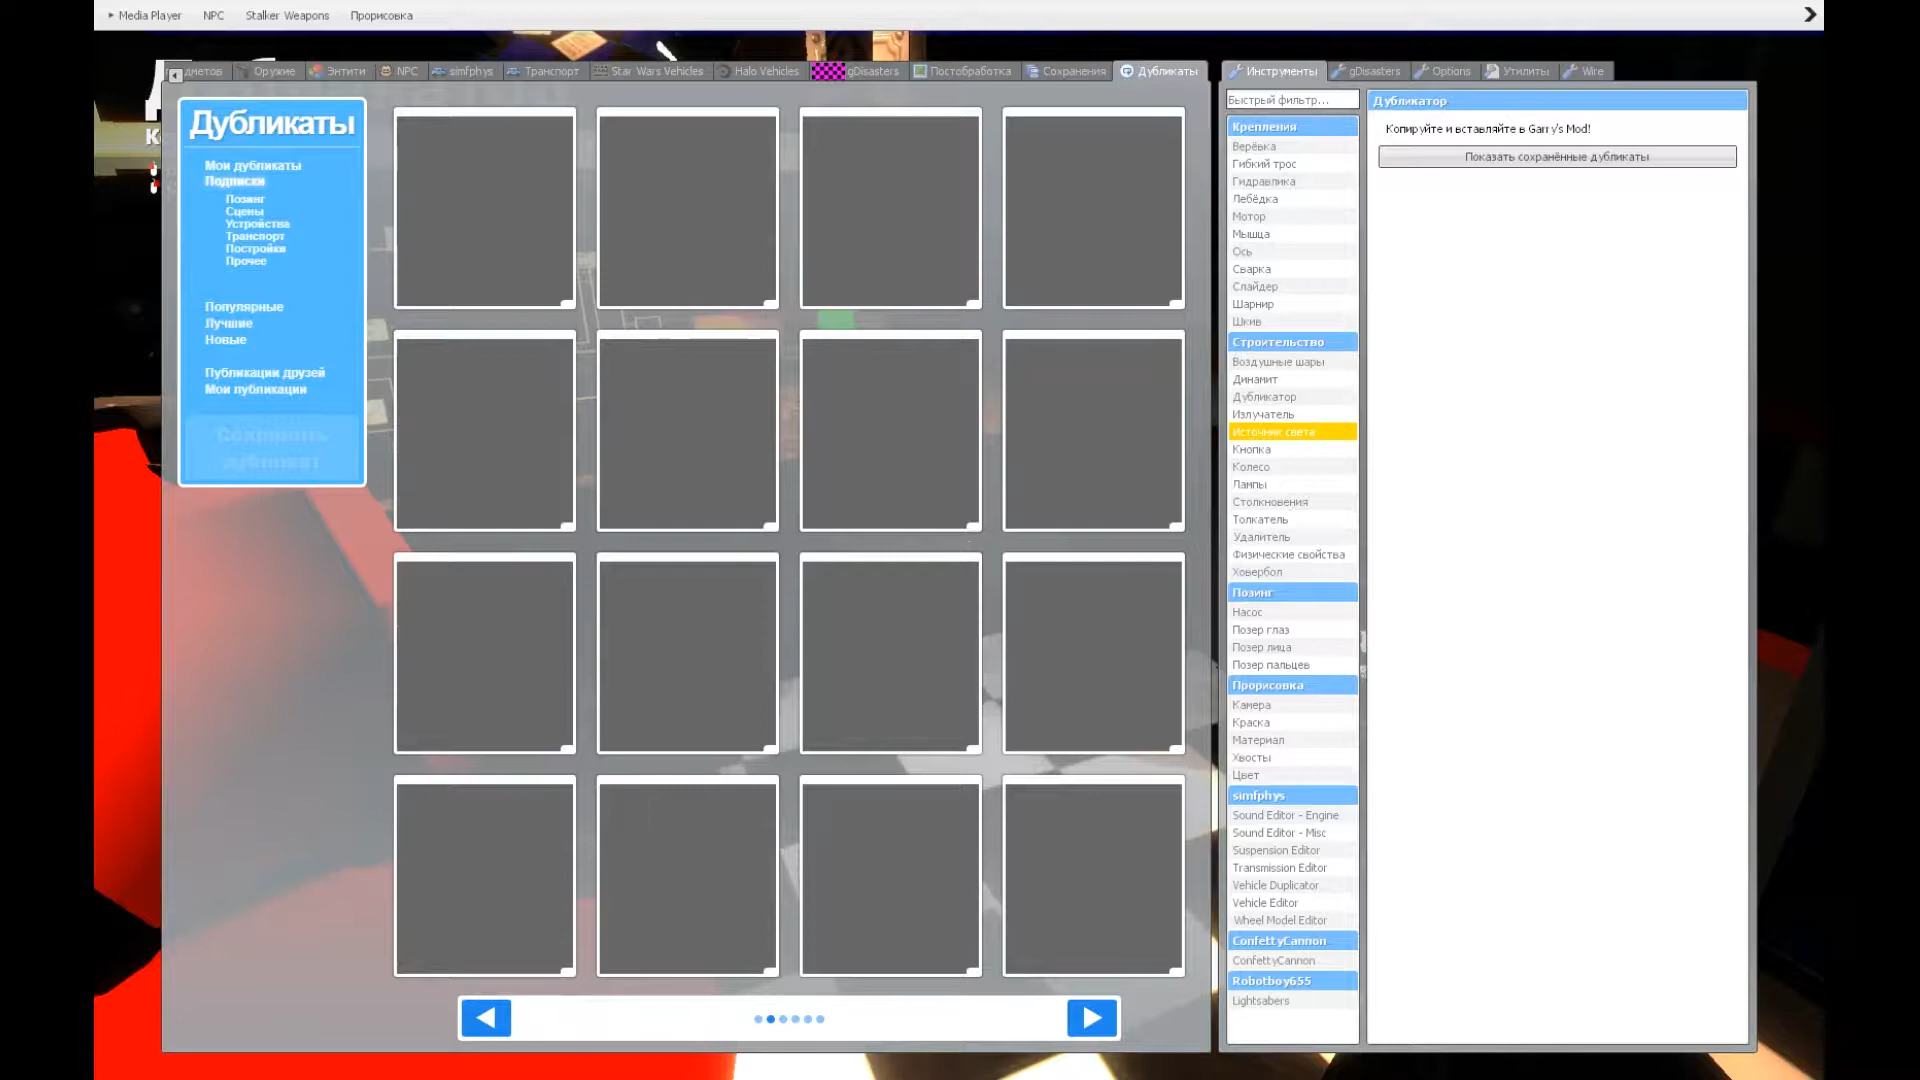 Media Player NPC Stalker Weapons Прорисовка
Оружие Энтити NPC simfphys Транспорт Star Wars Vehicles Halo Vehicles gDisasters Постобработка Сохранения Дубликаты
Инструменты gDisasters Options Утилиты Wire
Дубликаты
Мои дубликаты
Подписки
Позинг
Сцены
Устройства
Транспорт
Постройки
Прочее
Популярные
Лучшие
Новые
Публикации друзей
Мои публикации
Сохранить
дубликат
Быстрый фильтр...
Крепления
Верёвка
Гибкий трос
Гидравлика
Лебёдка
Мотор
Мышца
Ось
Сварка
Слайдер
Шарнир
Шкив
Строительство
Воздушные шары
Динамит
Дубликатор
Излучатель
Источник света
Кнопка
Колесо
Лампы
Столкновения
Толкатель
Удалитель
Физические свойства
Ховербол
Позинг
Насос
Позер глаз
Позер лица
Позер пальцев
Прорисовка
Камера
Краска
Материал
Хвосты
Цвет
simfphys
Sound Editor - Engine
Sound Editor - Misc
Suspension Editor
Transmission Editor
Vehicle Duplicator
Vehicle Editor
Wheel Model Editor
ConfettyCannon
ConfettyCannon
Robotboy655
Lightsabers
Дубликатор
Копируйте и вставляйте в Garry's Mod!
Показать сохранённые дубликаты